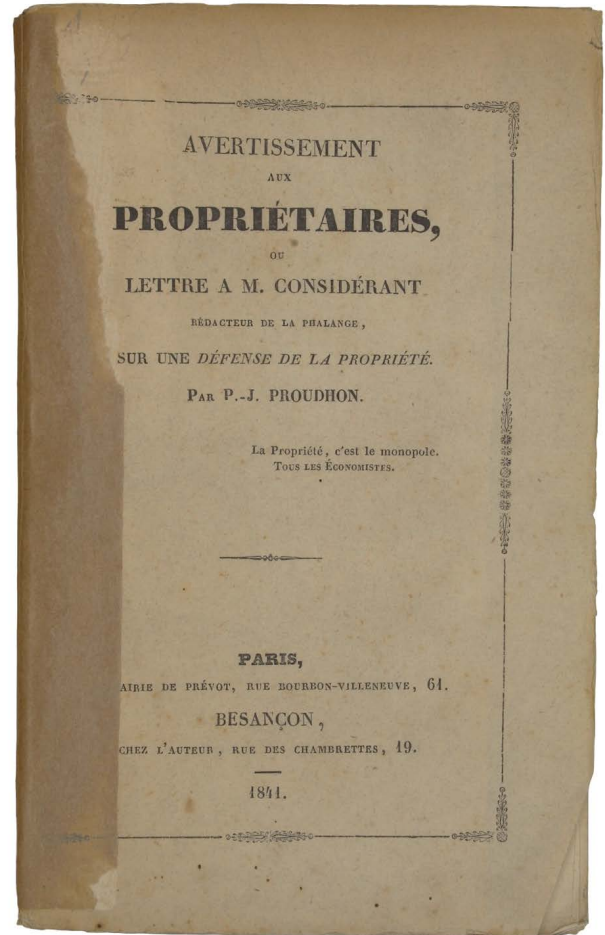 AVERTISSEMENT
AUX
PROPRIÉTAIRES,
OU
LETTRE A M. CONSIDÉRANT
RÉDACTEUR DE LA PHALANGE,
SUR UNE DÉFENSE DE LA PROPRIÉTÉ.
PAR P.-J. PROUDHON.
La Propriété, c'est le monopole.
TOUS LES ÉCONOMISTES.
PARIS,
AIRIE DE PRÉVOT, RUE BOURBON-VILLENEUVE, 61.
BESANÇON,
CHEZ L'AUTEUR, RUE DES CHAMBRETTES, 19.
1841.